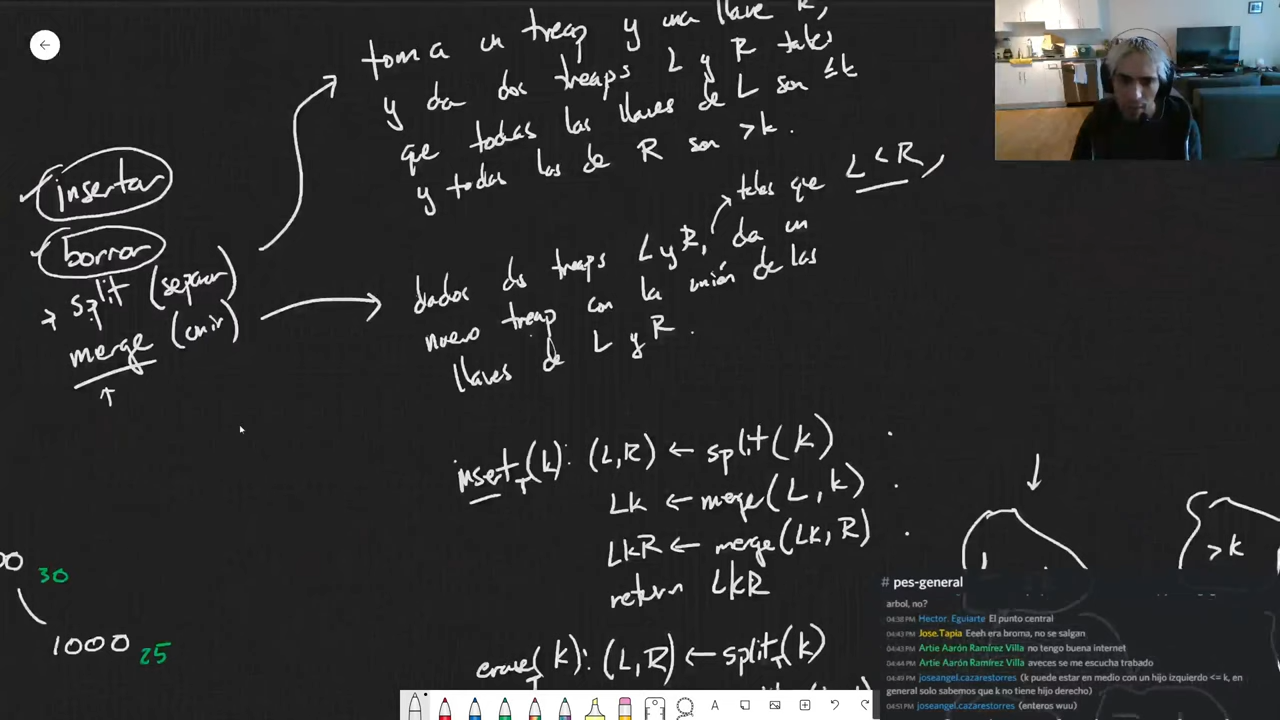 toma un treap y una llave k,
y da dos treaps L y R tales
que todas las llaves de L son ≤k
y todas las de R son >k.
insertar
borrar
→ split (separar)
merge (unir)
↑
dados dos treaps L y R, → tales que L < R,
da un
nuevo treap con la unión de las
llaves de L y R.
insert_T(k): (L,R) ← split(k)
Lk ← merge(L,k)
LkR ← merge(Lk,R)
return LkR
erase_T(k): (L,R) ← split_T(k)
30
1000 25
>k
# pes-general
arbol, no?
04:38 PM Hector. Eguiarte El punto central
04:43 PM Jose.Tapia Eeeh era broma, no se salgan
04:43 PM Artie Aarón Ramírez Villa no tengo buena internet
04:44 PM Artie Aarón Ramírez Villa aveces se me escucha trabado
04:49 PM joseangel.cazarestorres (k puede estar en medio con un hijo izquierdo <= k, en
general solo sabemos que k no tiene hijo derecho)
04:51 PM joseangel.cazarestorres (enteros wuu)